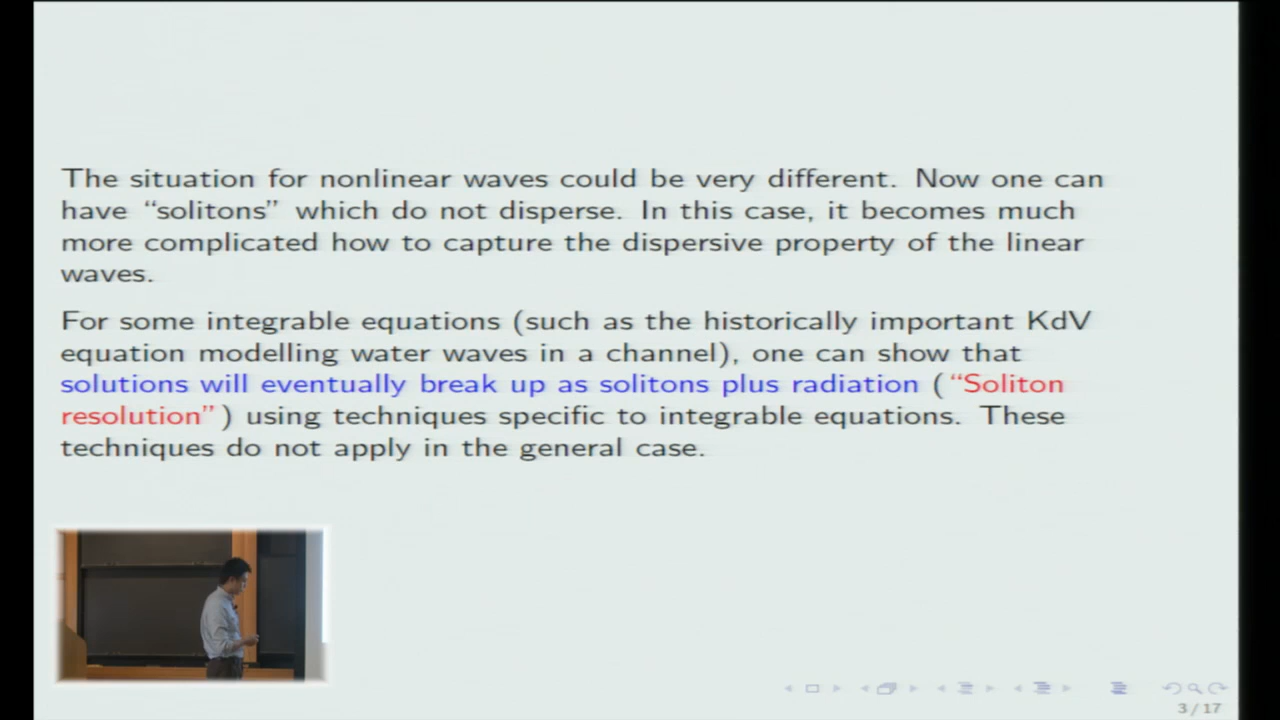 The situation for nonlinear waves could be very different. Now one can
have “solitons” which do not disperse. In this case, it becomes much
more complicated how to capture the dispersive property of the linear
waves.
For some integrable equations (such as the historically important KdV
equation modelling water waves in a channel), one can show that
solutions will eventually break up as solitons plus radiation (“Soliton
resolution”) using techniques specific to integrable equations. These
techniques do not apply in the general case.
3 / 17